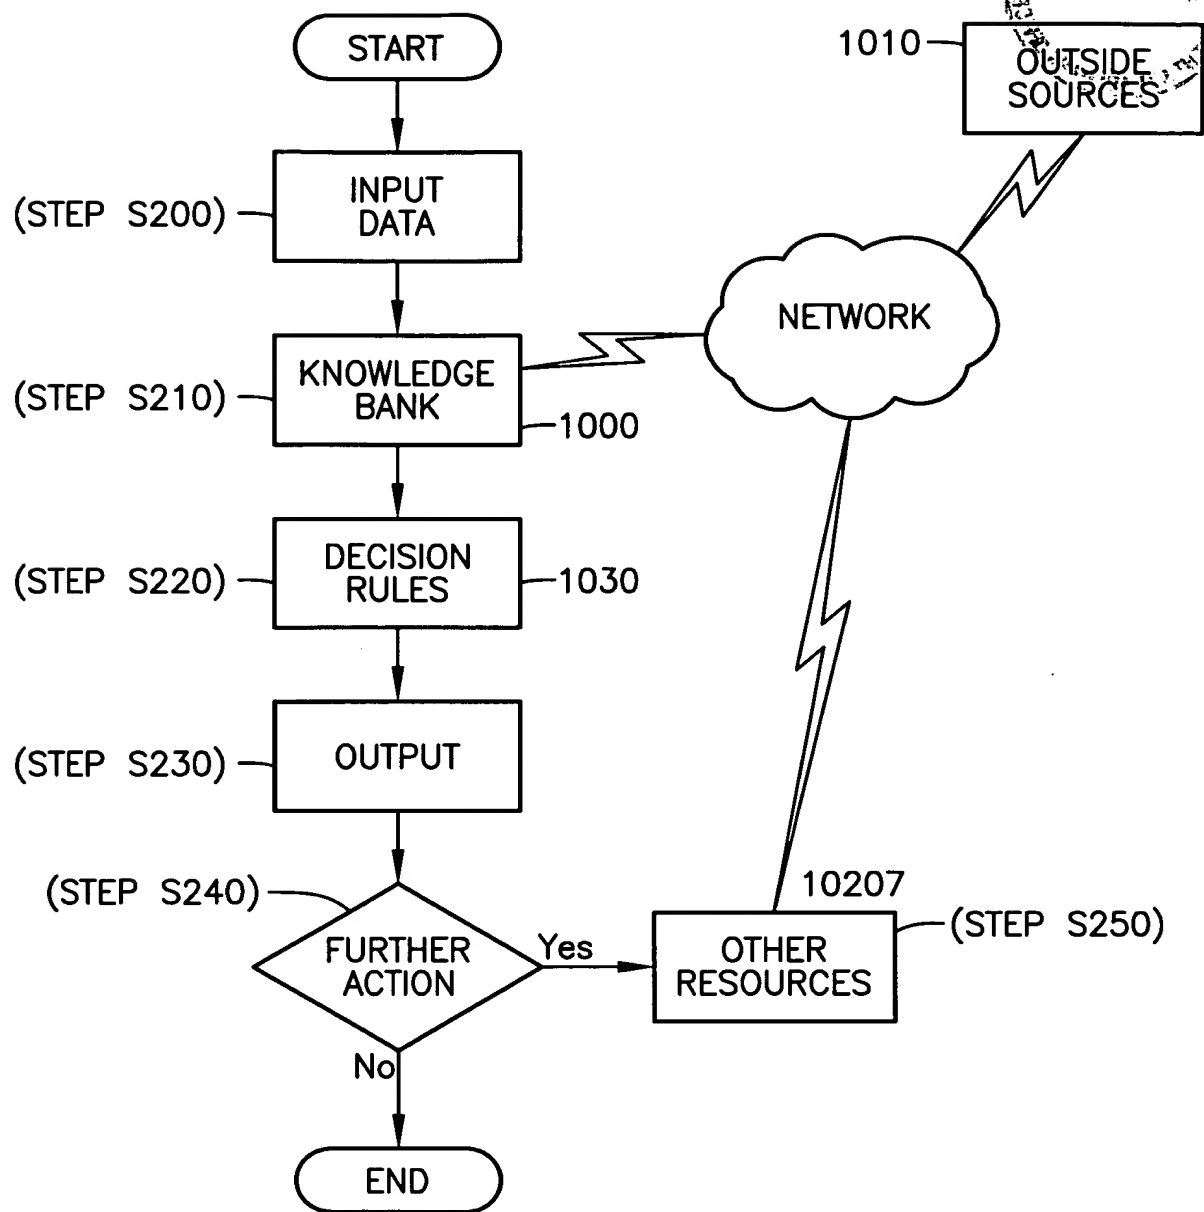 START
1010
OUTSIDE
SOURCES
(STEP S200)
INPUT
DATA
NETWORK
(STEP S210)
KNOWLEDGE
BANK
1000
(STEP S220)
DECISION
RULES
1030
(STEP S230)
OUTPUT
(STEP S240)
FURTHER
ACTION
Yes
10207
OTHER
RESOURCES
(STEP S250)
No
END